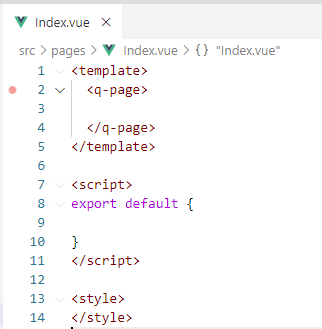 Index.vue ×
src > pages > Index.vue > {} "Index.vue"
1 <template>
2 <q-page>
3
4 </q-page>
5 </template>
6
7 <script>
8 export default {
9
10 }
11 </script>
12
13 <style>
14 </style>